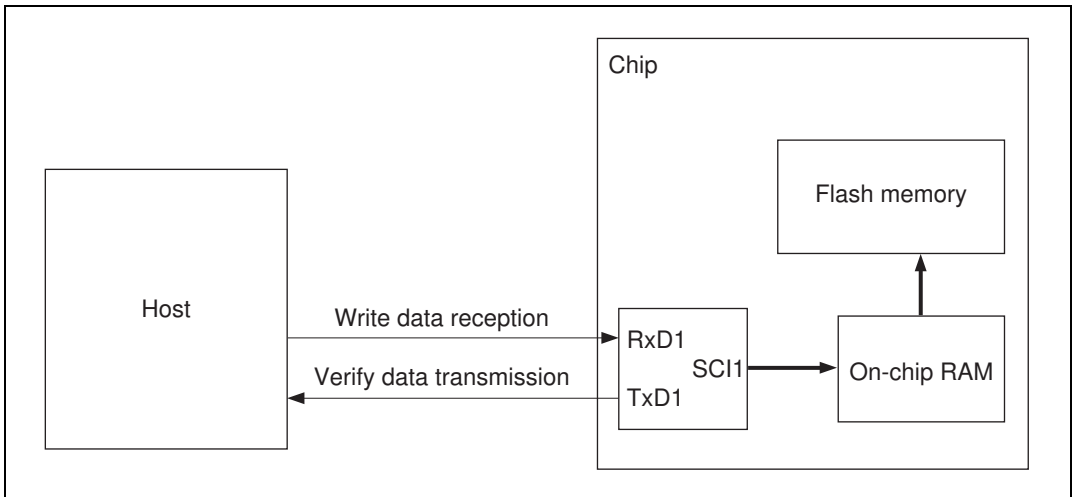 Chip
Flash memory
Host
Write data reception
RxD1
SCI1
On-chip RAM
Verify data transmission
TxD1